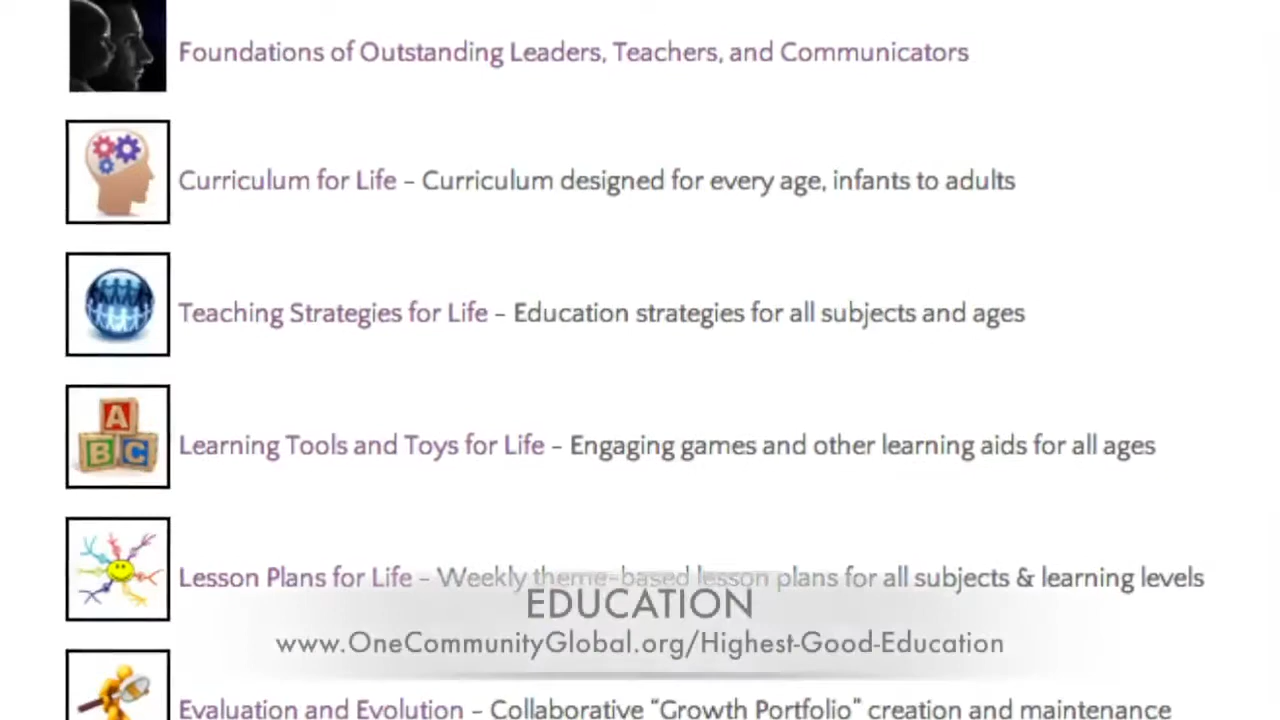 Foundations of Outstanding Leaders, Teachers, and Communicators
Curriculum for Life – Curriculum designed for every age, infants to adults
Teaching Strategies for Life – Education strategies for all subjects and ages
A
B C
Learning Tools and Toys for Life – Engaging games and other learning aids for all ages
Lesson Plans for Life – Weekly theme-based lesson plans for all subjects & learning levels
EDUCATION
www.OneCommunityGlobal.org/Highest-Good-Education
Evaluation and Evolution – Collaborative “Growth Portfolio” creation and maintenance